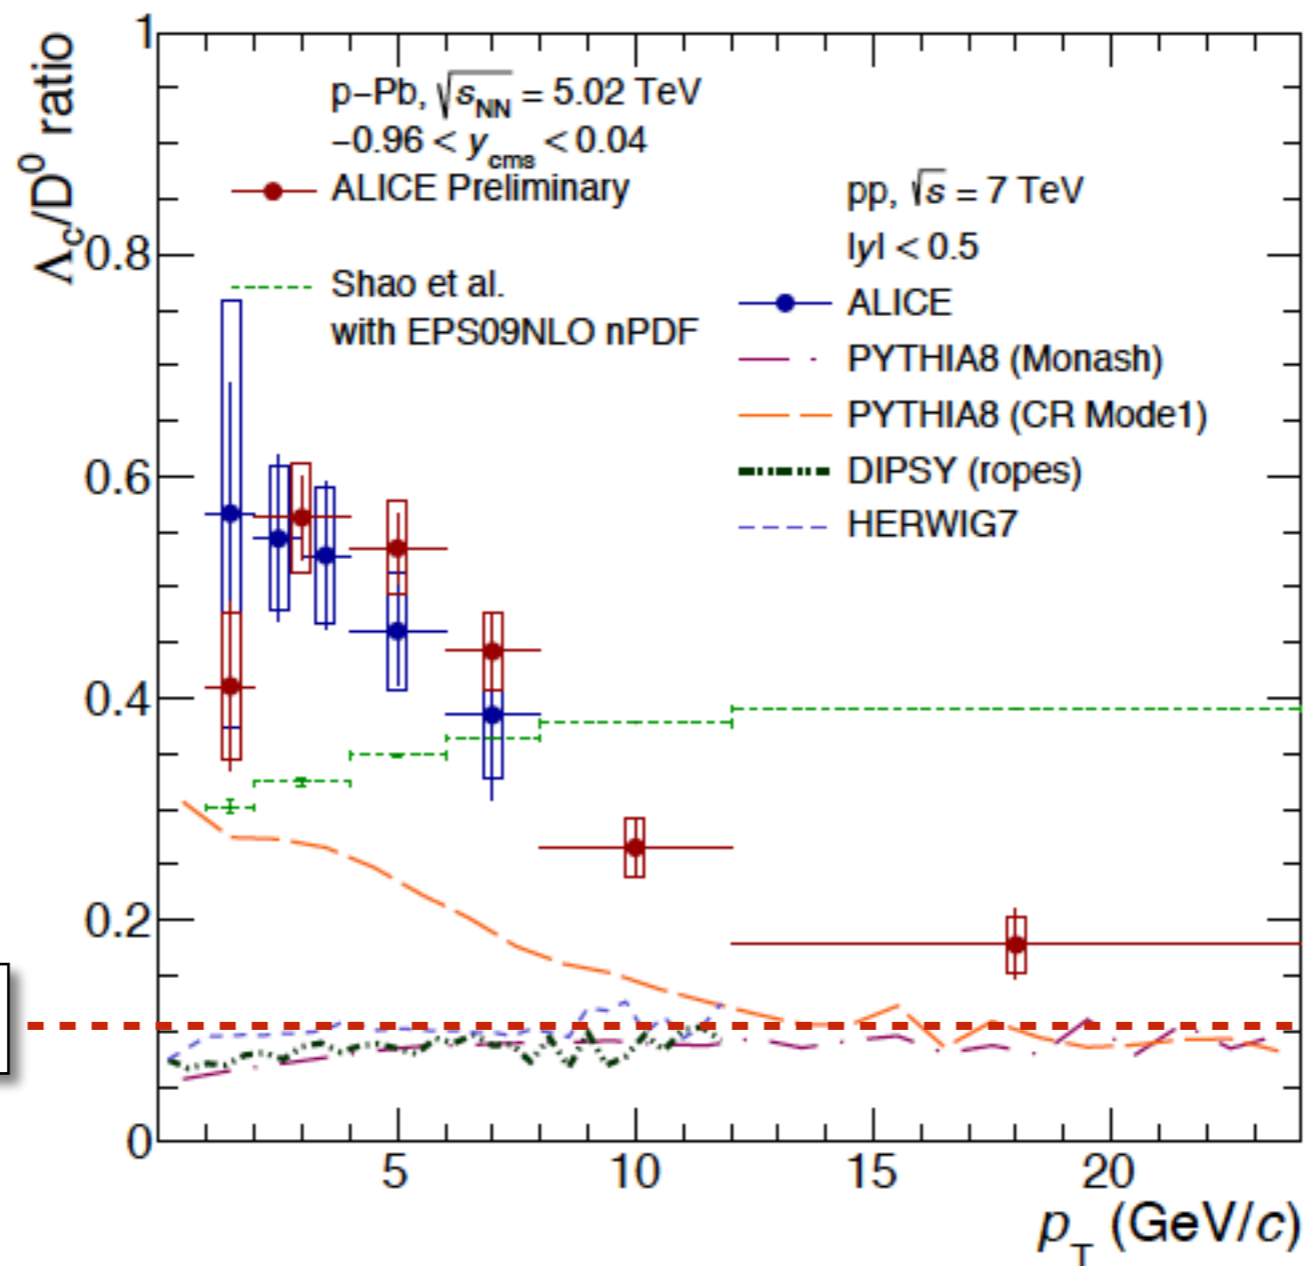 1
0.8
0.6
0.4
0.2
0
Λc/D⁰ ratio
p−Pb, √sNN = 5.02 TeV
−0.96 < ycms < 0.04
ALICE Preliminary
Shao et al.
with EPS09NLO nPDF
pp, √s = 7 TeV
|y| < 0.5
ALICE
PYTHIA8 (Monash)
PYTHIA8 (CR Mode1)
DIPSY (ropes)
HERWIG7
5 10 15 20
pT (GeV/c)